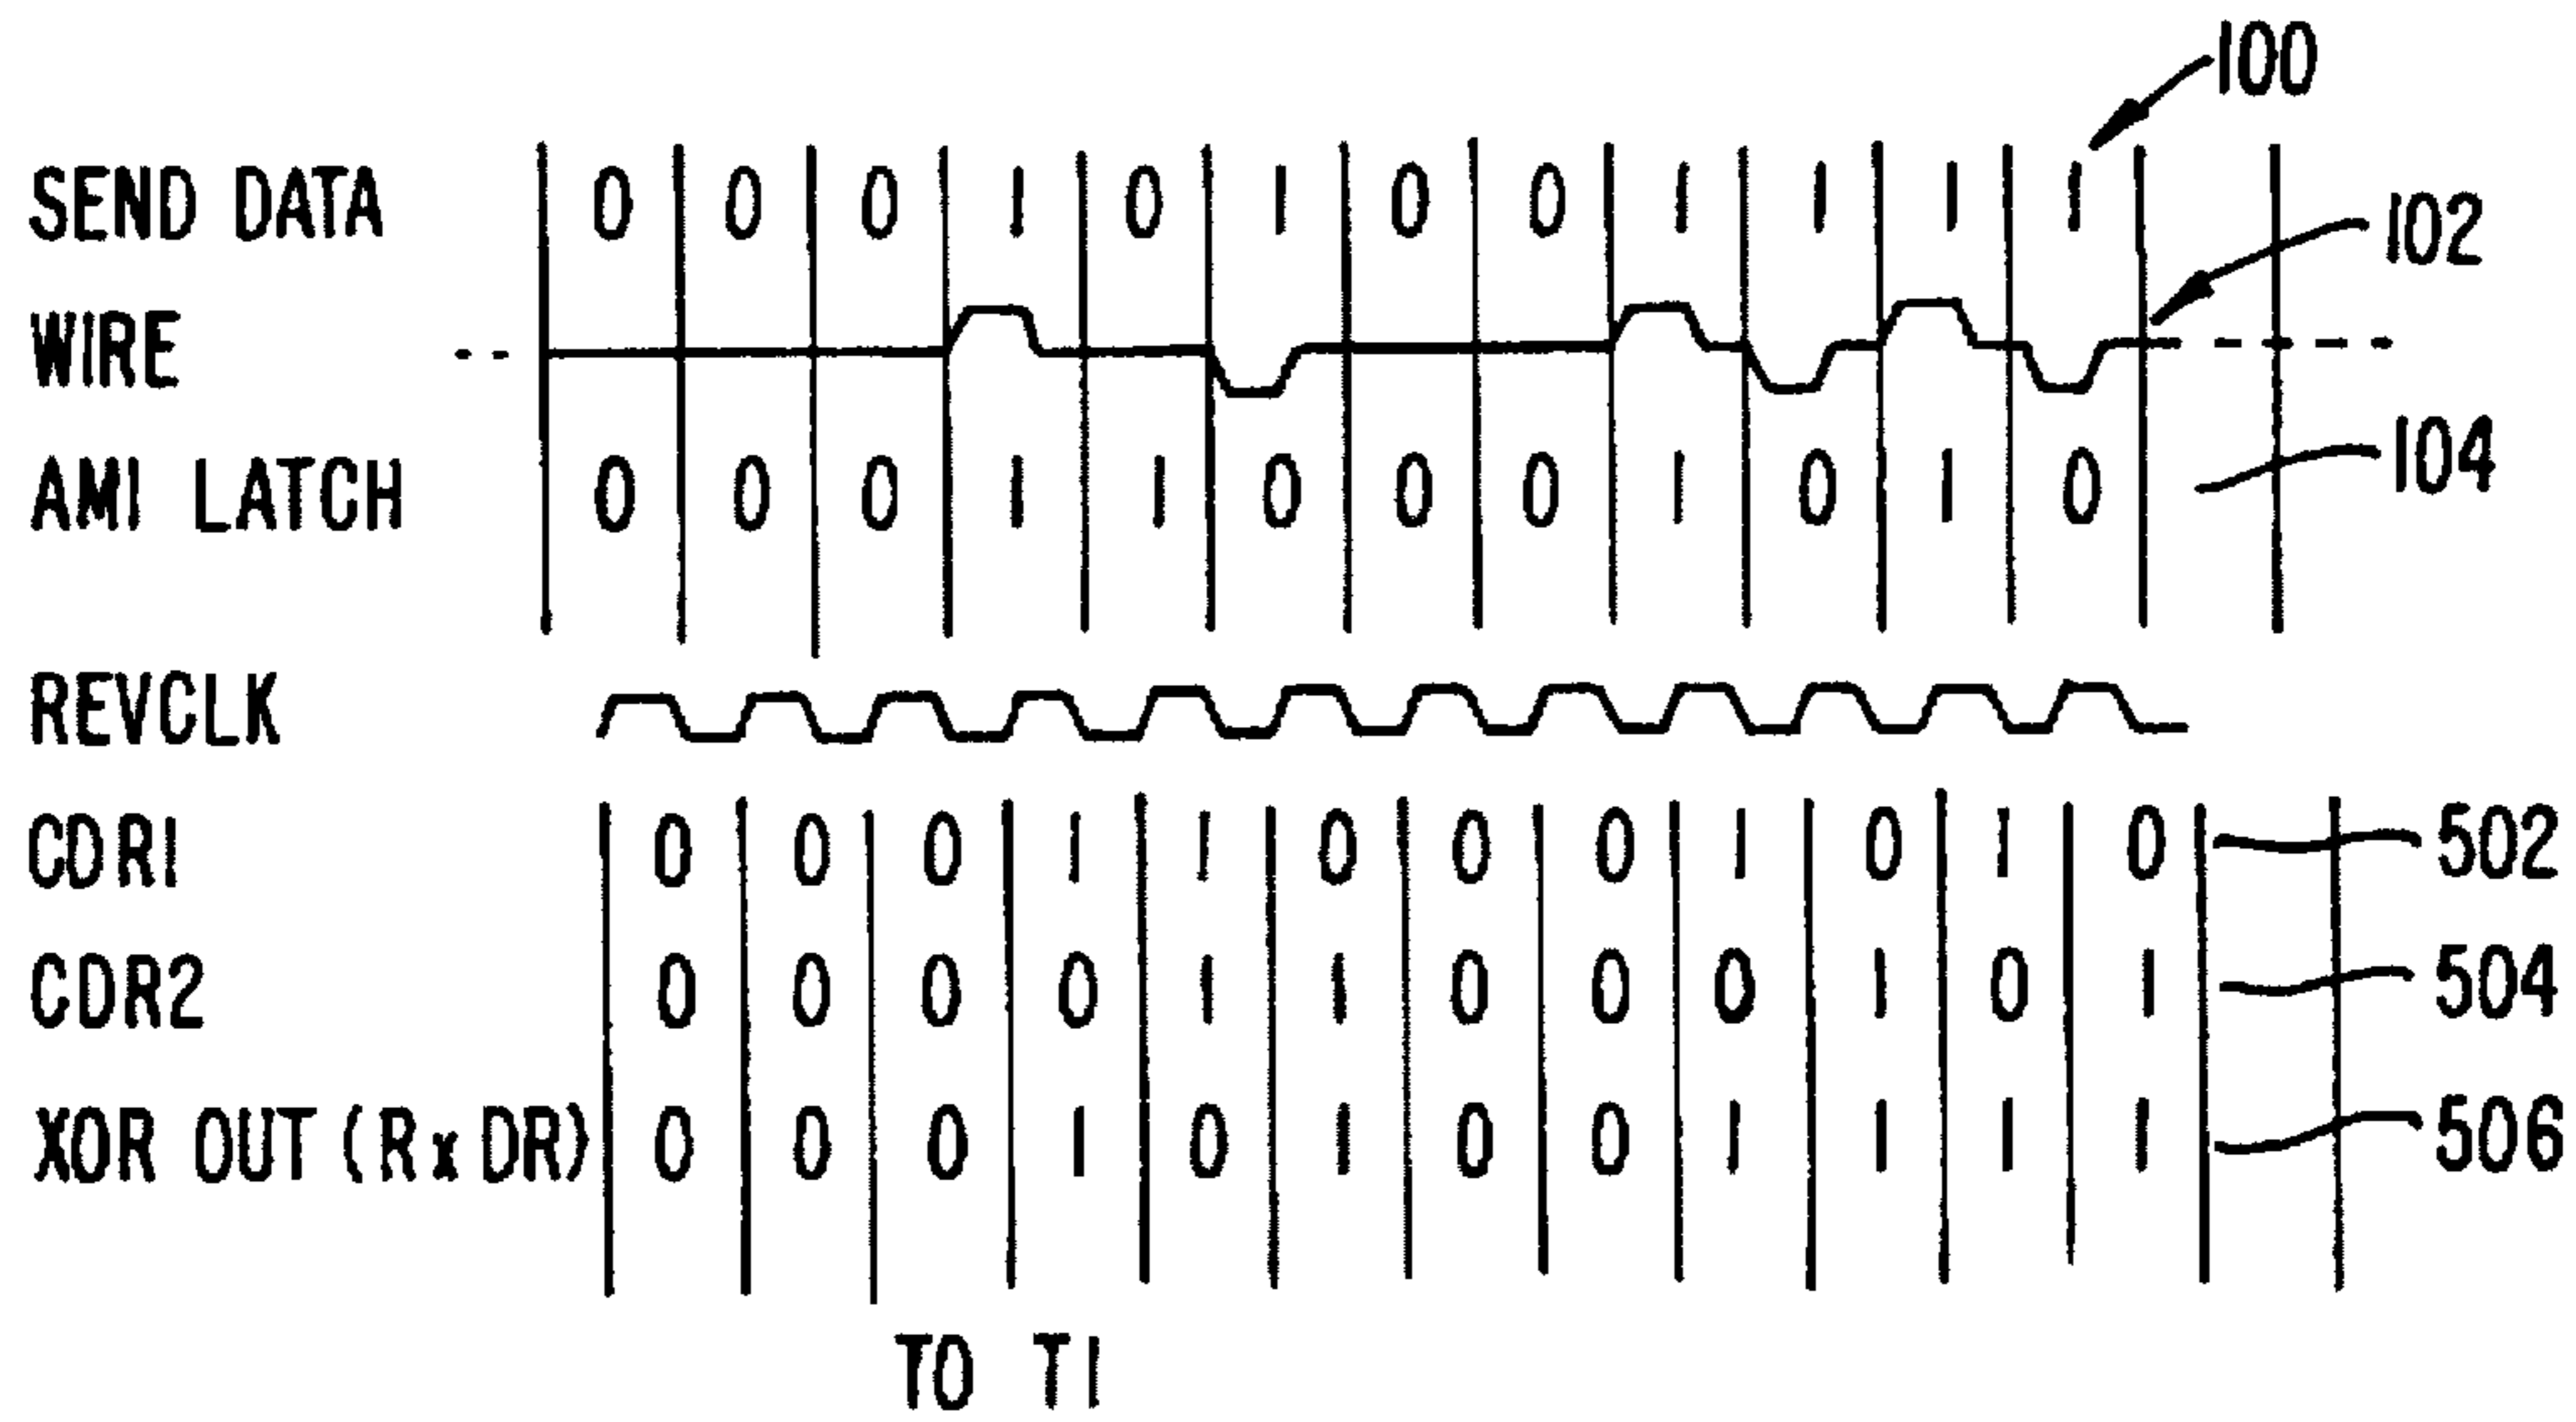 100
SEND DATA 0 0 0 1 0 1 0 0 1 1 1 1
102
WIRE
AMI LATCH 0 0 0 1 1 0 0 0 1 0 1 0
104
REVCLK
CDR1 0 0 0 1 1 0 0 0 1 0 1 0 502
CDR2 0 0 0 0 1 1 0 0 0 1 0 1 504
XOR OUT (RxDR) 0 0 0 1 0 1 0 0 1 1 1 1 506
T0 T1